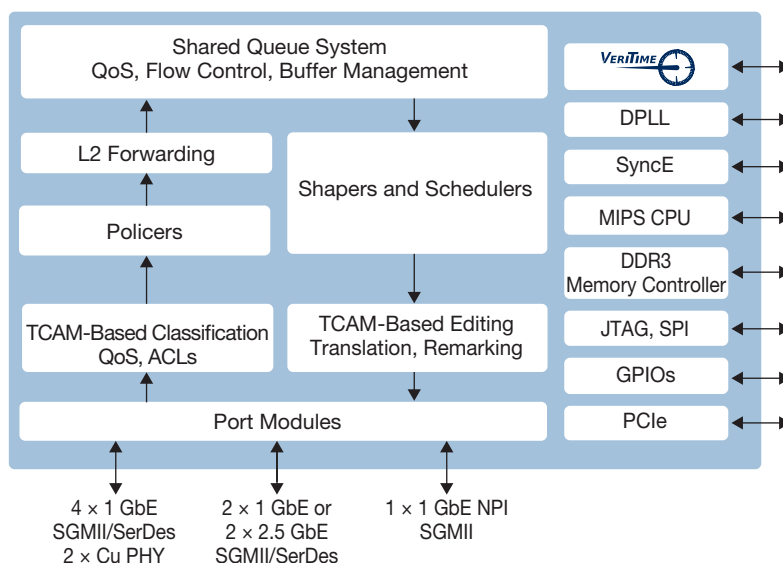 Shared Queue System
QoS, Flow Control, Buffer Management
L2 Forwarding
Policers
TCAM-Based Classification
QoS, ACLs
Shapers and Schedulers
TCAM-Based Editing
Translation, Remarking
Port Modules
4 × 1 GbE
SGMII/SerDes
2 × Cu PHY
2 × 1 GbE or
2 × 2.5 GbE
SGMII/SerDes
1 × 1 GbE NPI
SGMII
VERITIME
DPLL
SyncE
MIPS CPU
DDR3
Memory Controller
JTAG, SPI
GPIOs
PCIe